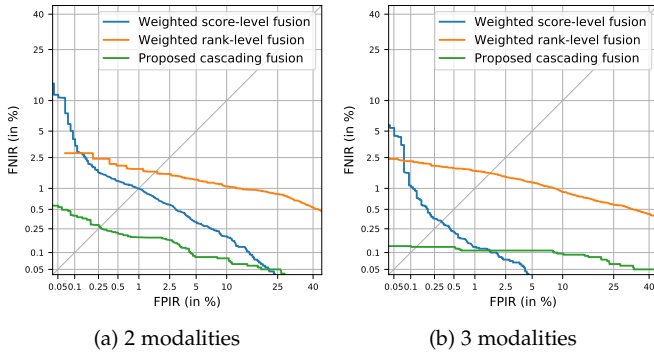 Weighted score-level fusion
Weighted rank-level fusion
Proposed cascading fusion
40
25
10
5
2.5
1
0.5
0.25
0.1
0.05
FNIR (in %)
0.05 0.1 0.25 0.5 1 2.5 5 10 25 40
FPIR (in %)
(a) 2 modalities
Weighted score-level fusion
Weighted rank-level fusion
Proposed cascading fusion
40
25
10
5
2.5
1
0.5
0.25
0.1
0.05
FNIR (in %)
0.05 0.1 0.25 0.5 1 2.5 5 10 25 40
FPIR (in %)
(b) 3 modalities